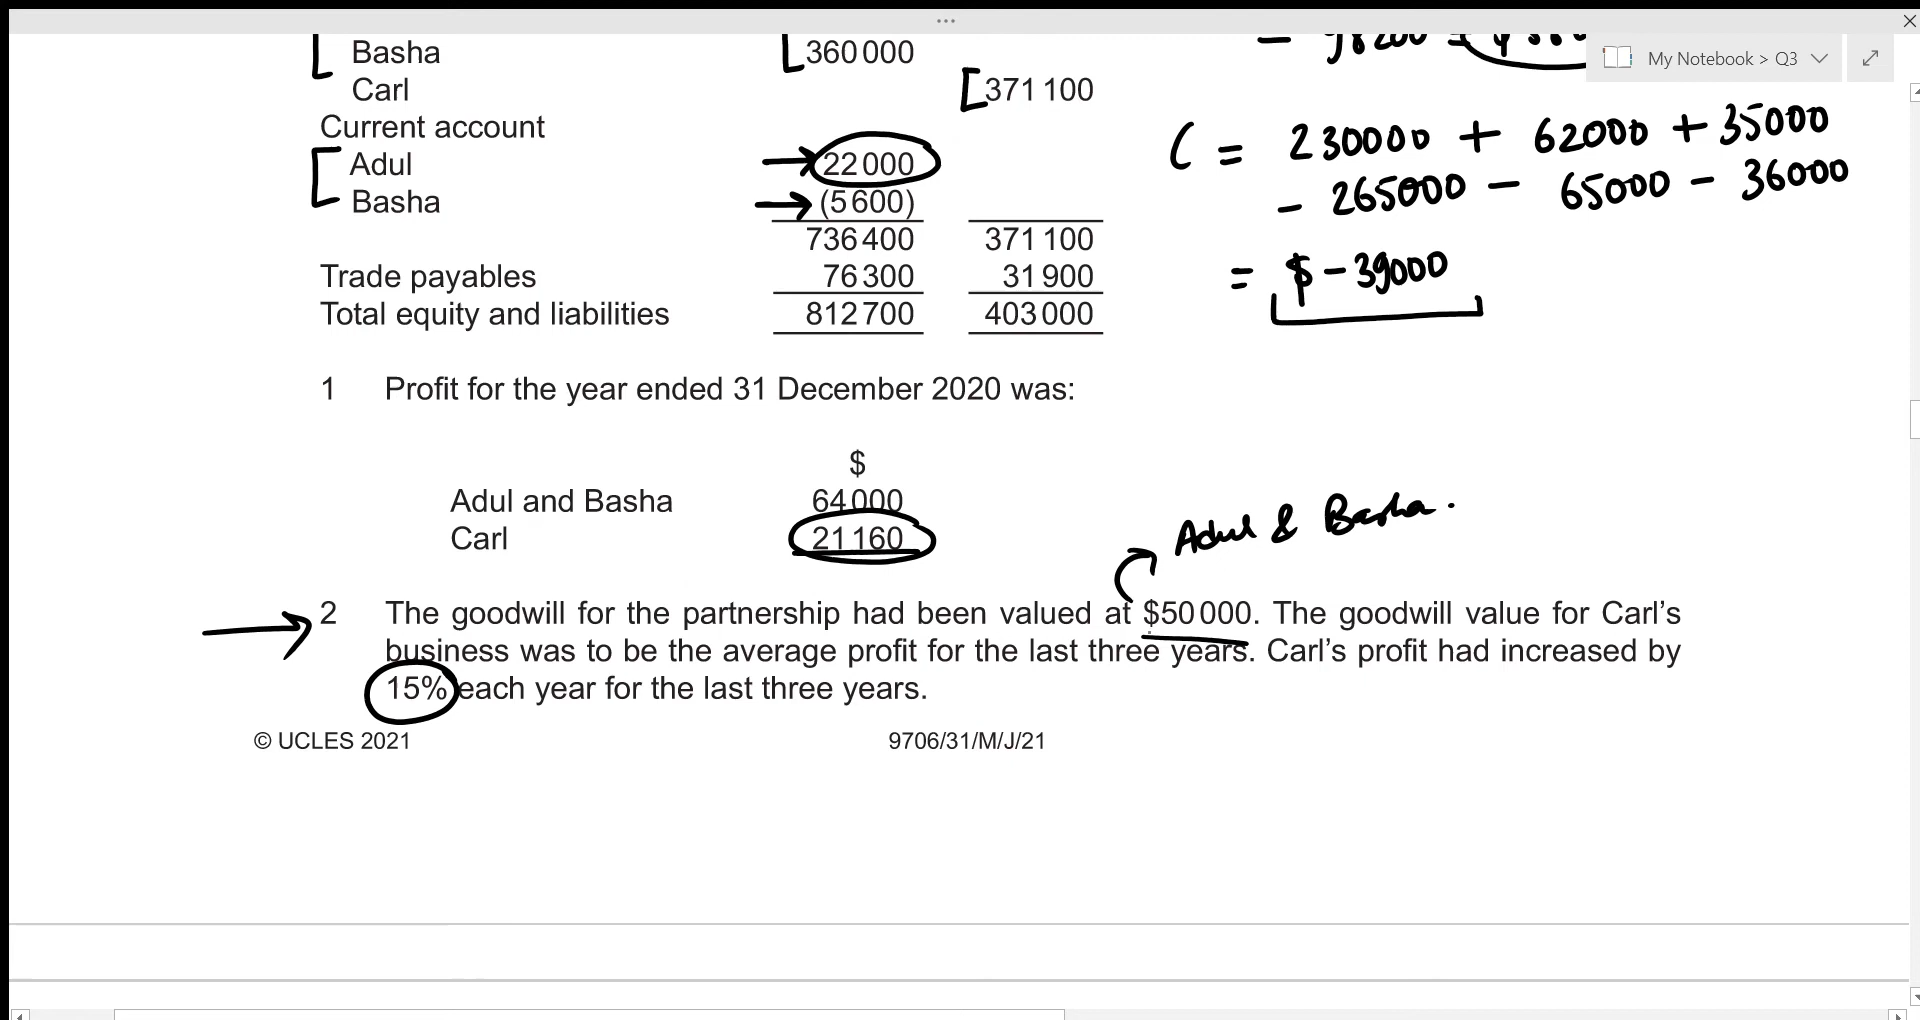 ...
Basha 360 000
My Notebook > Q3
Carl 371 100
Current account
Adul 22 000
Basha (5 600)
736 400 371 100
Trade payables 76 300 31 900
Total equity and liabilities 812 700 403 000
C = 230000 + 62000 + 35000
- 265000 - 65000 - 36000
= $ - 39000
1 Profit for the year ended 31 December 2020 was:
$
Adul and Basha 64 000
Carl 21 160
Adul & Basha.
2 The goodwill for the partnership had been valued at $50 000. The goodwill value for Carl's
business was to be the average profit for the last three years. Carl's profit had increased by
15% each year for the last three years.
© UCLES 2021 9706/31/M/J/21